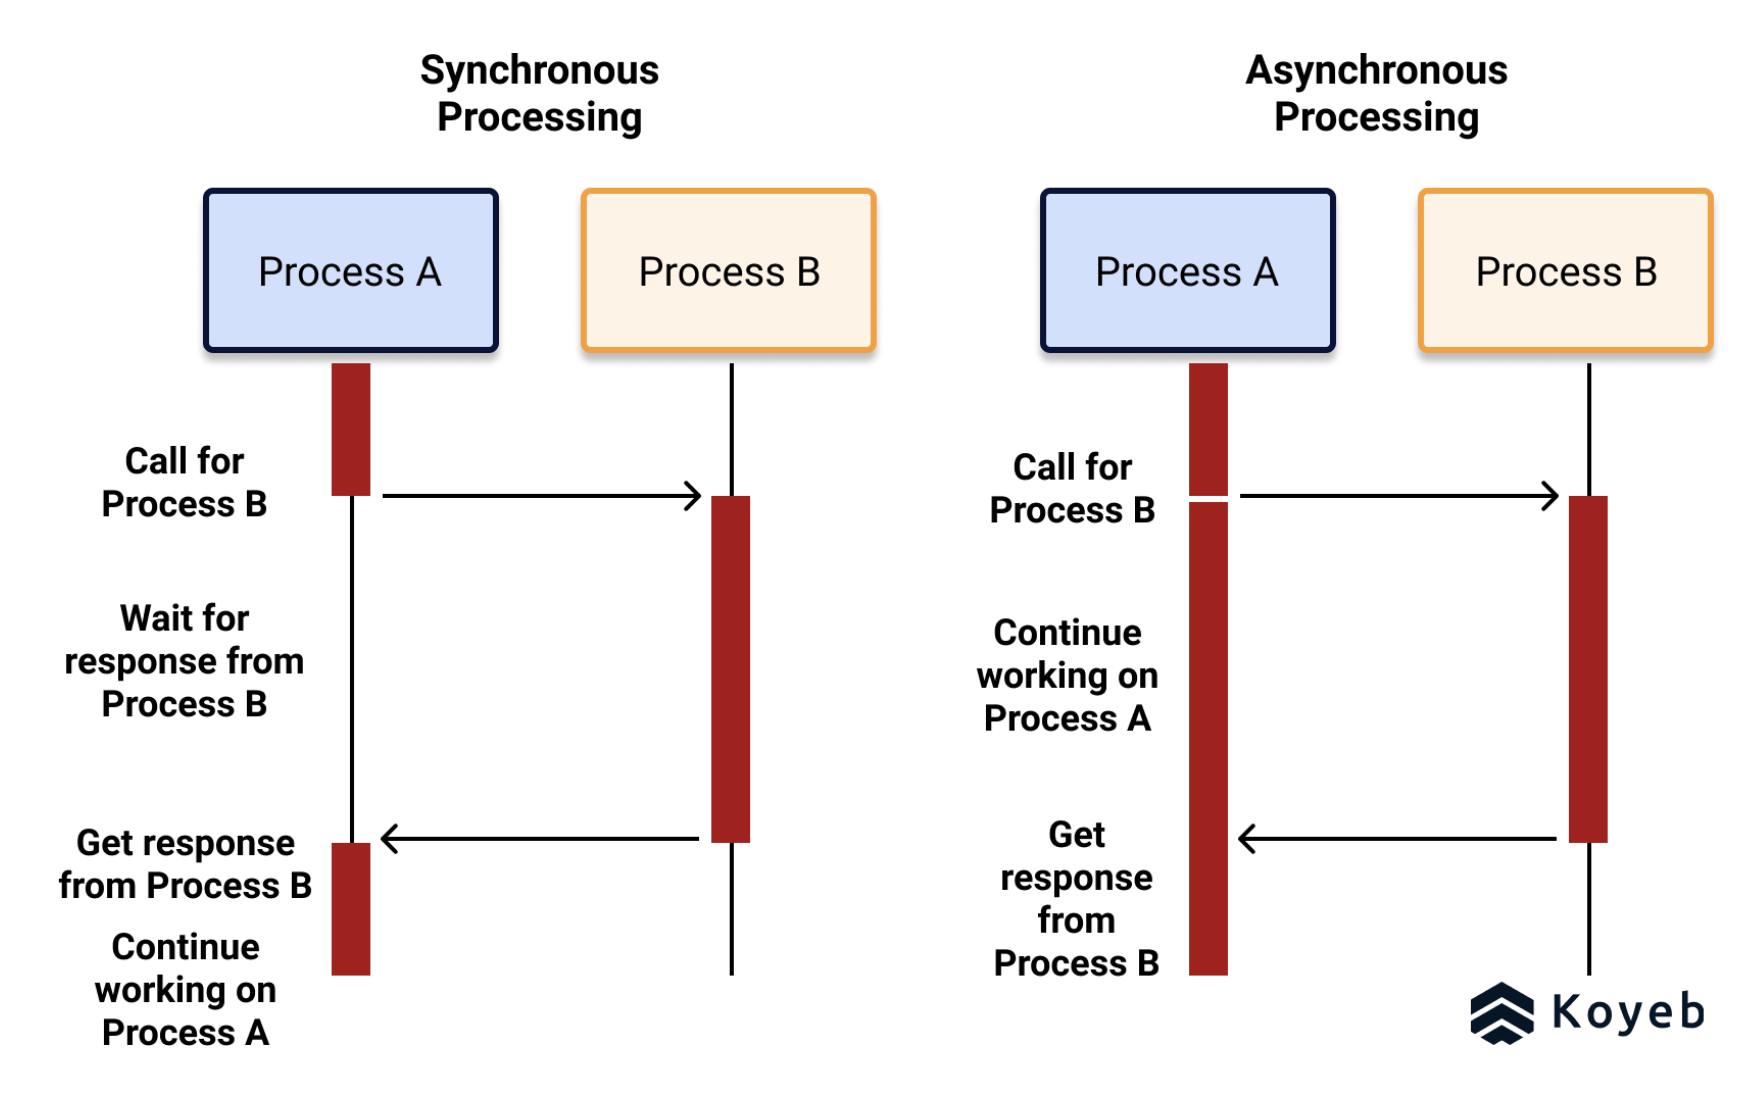 Synchronous
Processing
Process A
Process B
Call for
Process B
Wait for
response from
Process B
Get response
from Process B
Continue
working on
Process A
Asynchronous
Processing
Process A
Process B
Call for
Process B
Continue
working on
Process A
Get
response
from
Process B
Koyeb